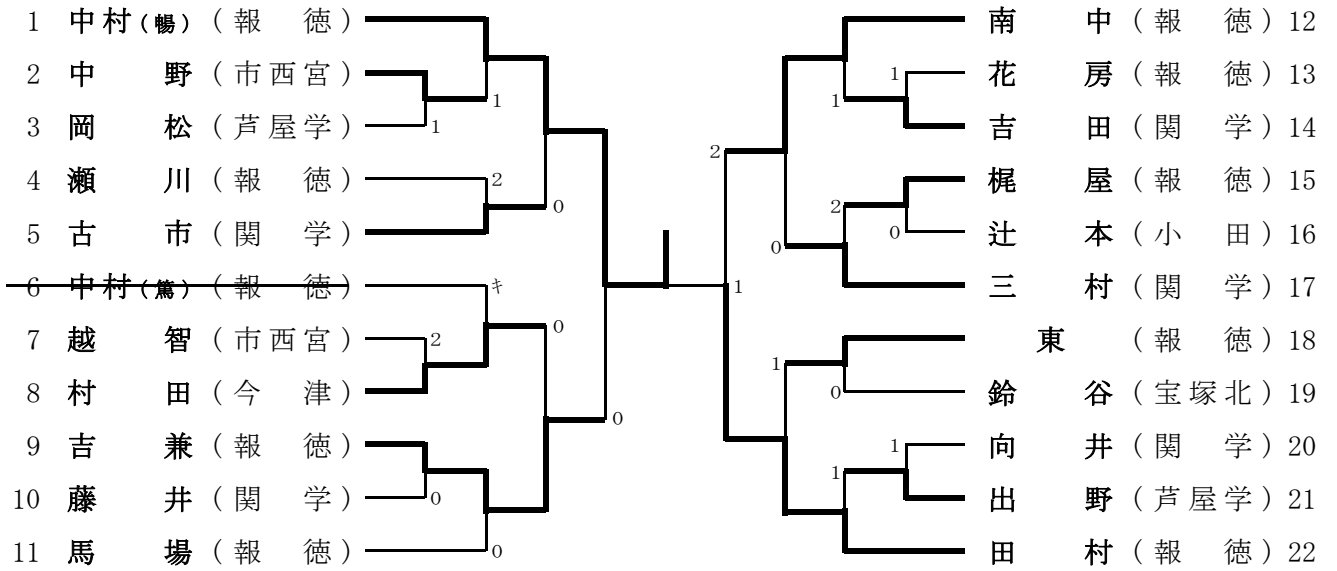 1 中村(暢) (報 徳)
2 中 野 (市西宮)
3 岡 松 (芦屋学)
4 瀬 川 (報 徳)
5 古 市 (関 学)
6 中村(篤) (報 徳)
7 越 智 (市西宮)
8 村 田 (今 津)
9 吉 兼 (報 徳)
10 藤 井 (関 学)
11 馬 場 (報 徳)
1
1
2
0
キ
0
2
0
0
0
南 中 (報 徳) 12
花 房 (報 徳) 13
吉 田 (関 学) 14
梶 屋 (報 徳) 15
辻 本 (小 田) 16
三 村 (関 学) 17
東 (報 徳) 18
鈴 谷 (宝塚北) 19
向 井 (関 学) 20
出 野 (芦屋学) 21
田 村 (報 徳) 22
1
1
2
2
0
0
1
1
0
1
1